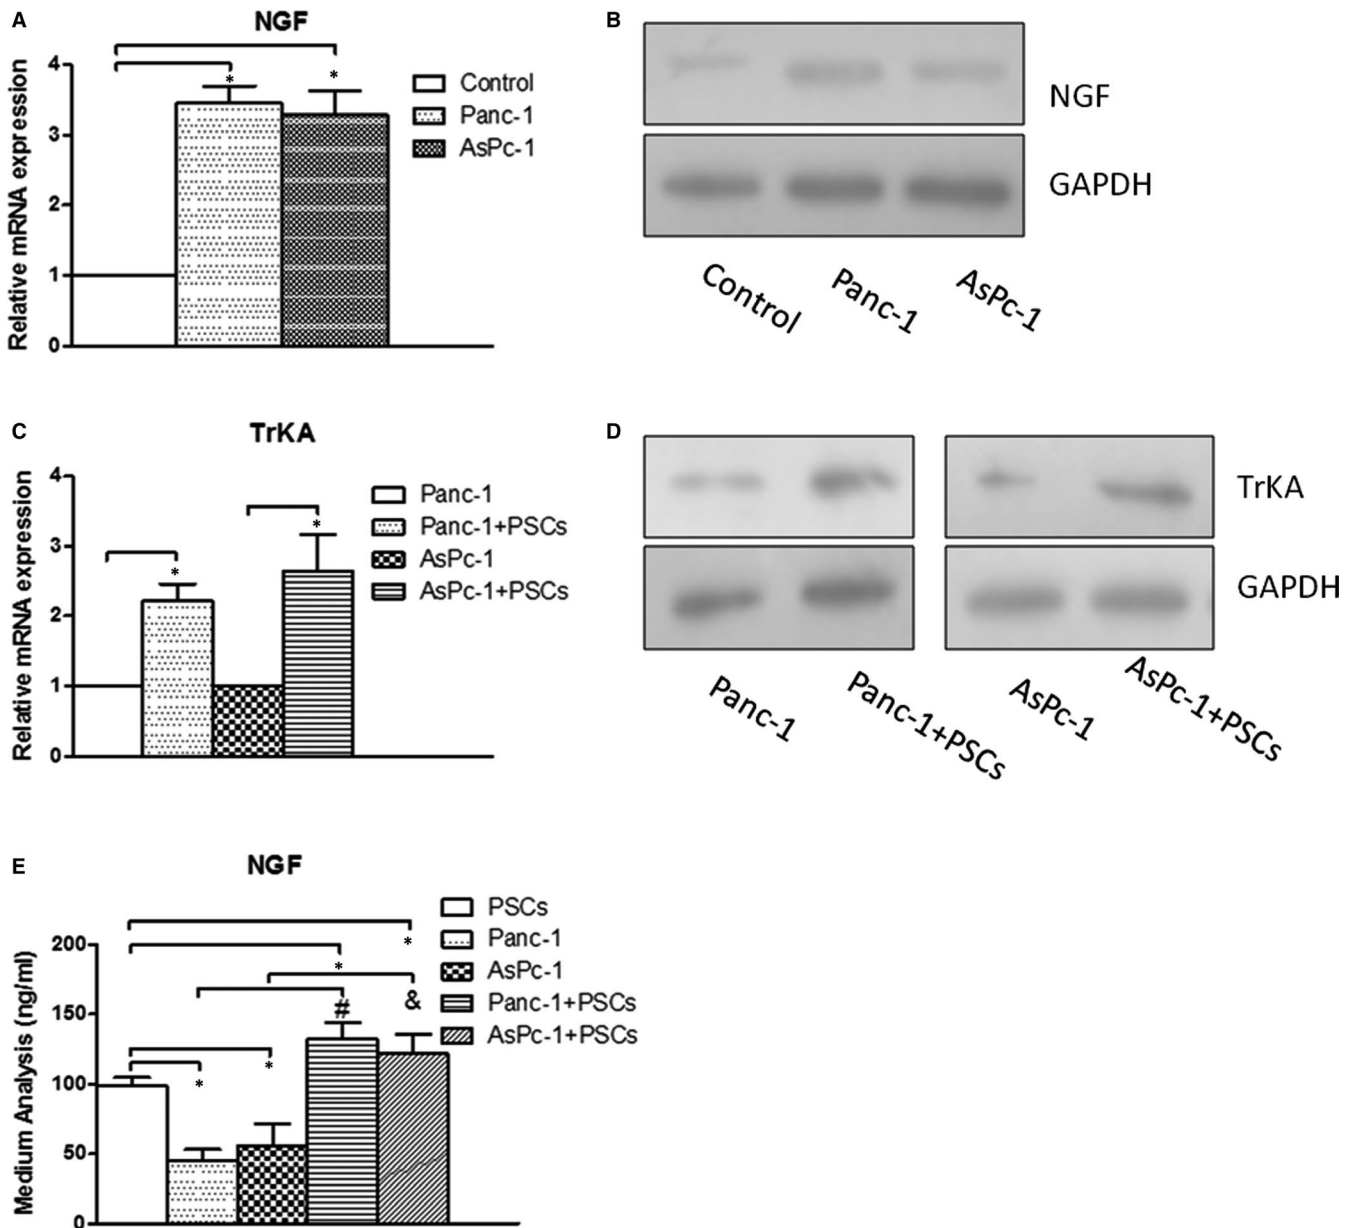 A
NGF
Relative mRNA expression
4
3
2
1
0
*
*
Control
Panc-1
AsPc-1
B
NGF
GAPDH
Control
Panc-1
AsPc-1
C
TrKA
Relative mRNA expression
4
3
2
1
0
*
*
Panc-1
Panc-1+PSCs
AsPc-1
AsPc-1+PSCs
D
TrKA
GAPDH
Panc-1
Panc-1+PSCs
AsPc-1
AsPc-1+PSCs
E
NGF
Medium Analysis (ng/ml)
200
150
100
50
0
*
*
#
&
*
*
PSCs
Panc-1
AsPc-1
Panc-1+PSCs
AsPc-1+PSCs